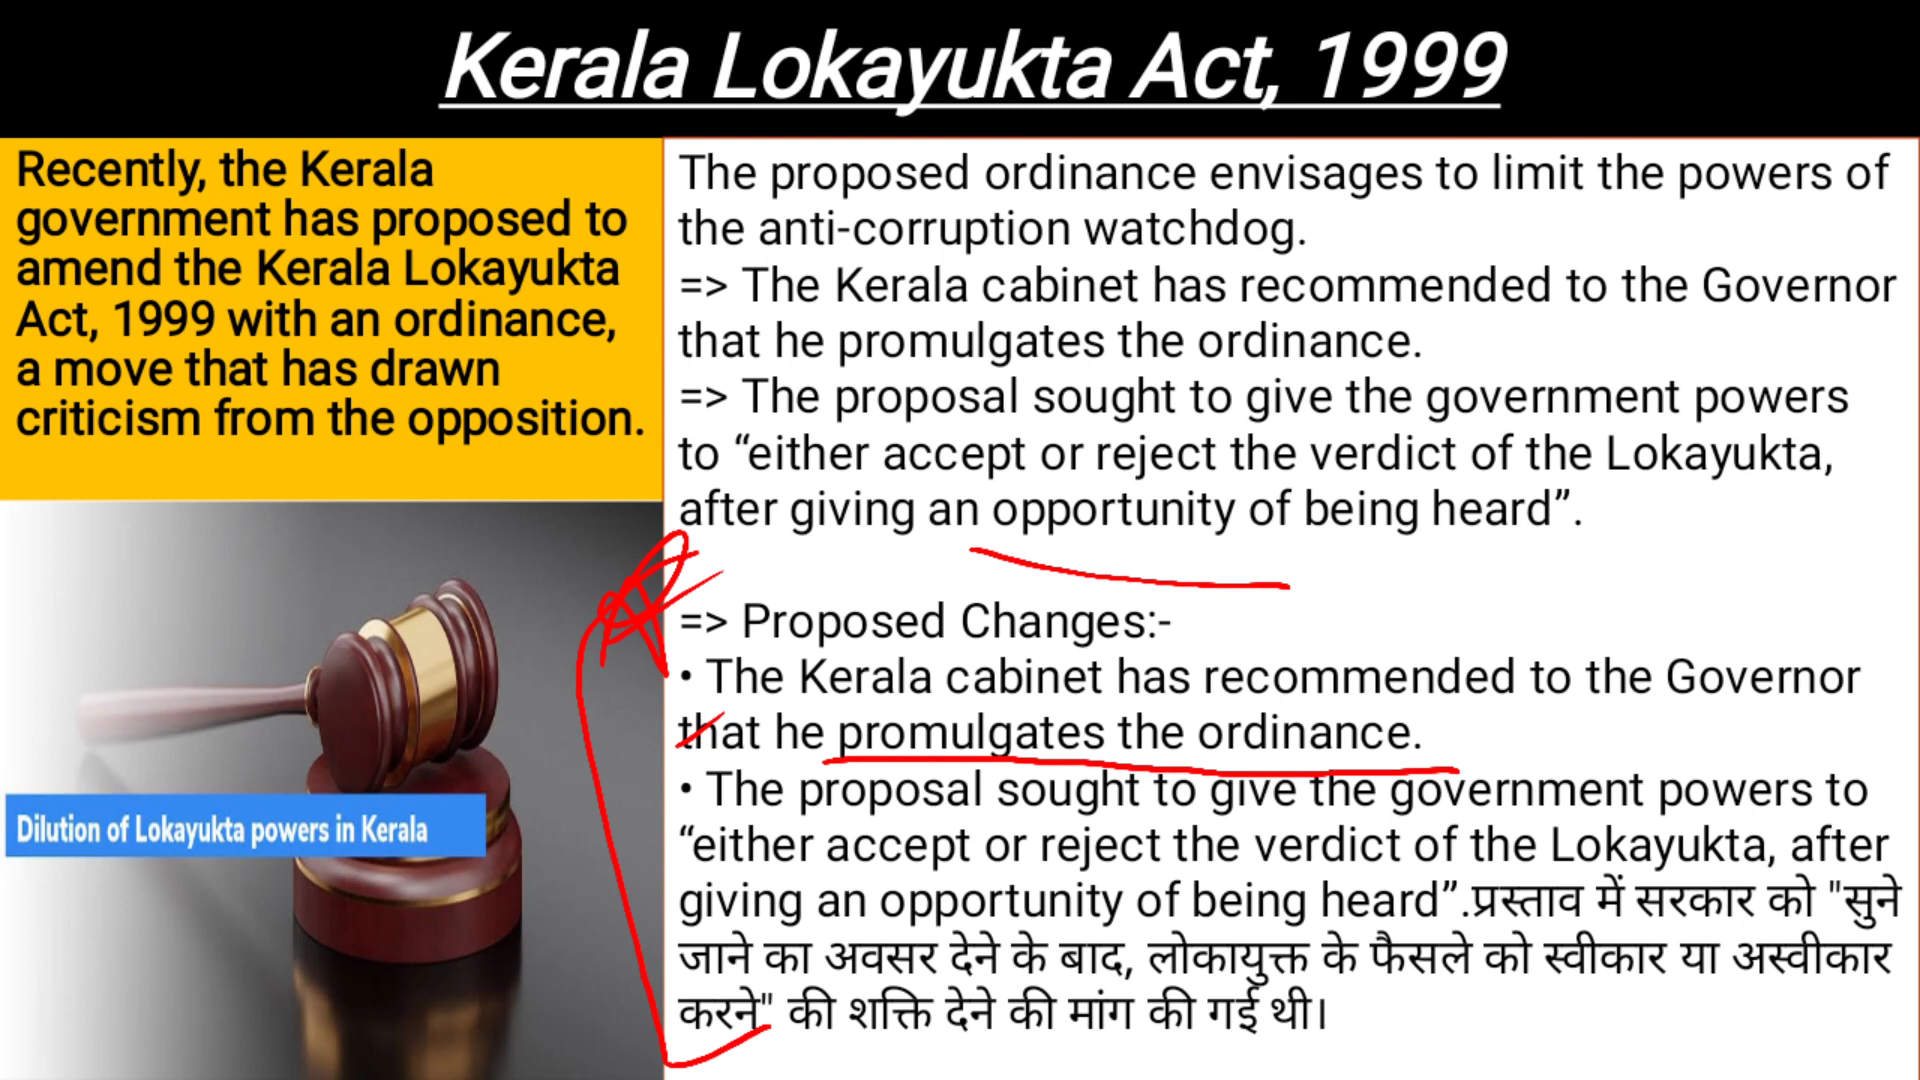 Kerala Lokayukta Act, 1999
Recently, the Kerala
government has proposed to
amend the Kerala Lokayukta
Act, 1999 with an ordinance,
a move that has drawn
criticism from the opposition.
Dilution of Lokayukta powers in Kerala
The proposed ordinance envisages to limit the powers of
the anti-corruption watchdog.
=> The Kerala cabinet has recommended to the Governor
that he promulgates the ordinance.
=> The proposal sought to give the government powers
to “either accept or reject the verdict of the Lokayukta,
after giving an opportunity of being heard”.
=> Proposed Changes:-
• The Kerala cabinet has recommended to the Governor
that he promulgates the ordinance.
• The proposal sought to give the government powers to
“either accept or reject the verdict of the Lokayukta, after
giving an opportunity of being heard”.प्रस्ताव में सरकार को "सुने
जाने का अवसर देने के बाद, लोकायुक्त के फैसले को स्वीकार या अस्वीकार
करने" की शक्ति देने की मांग की गई थी।